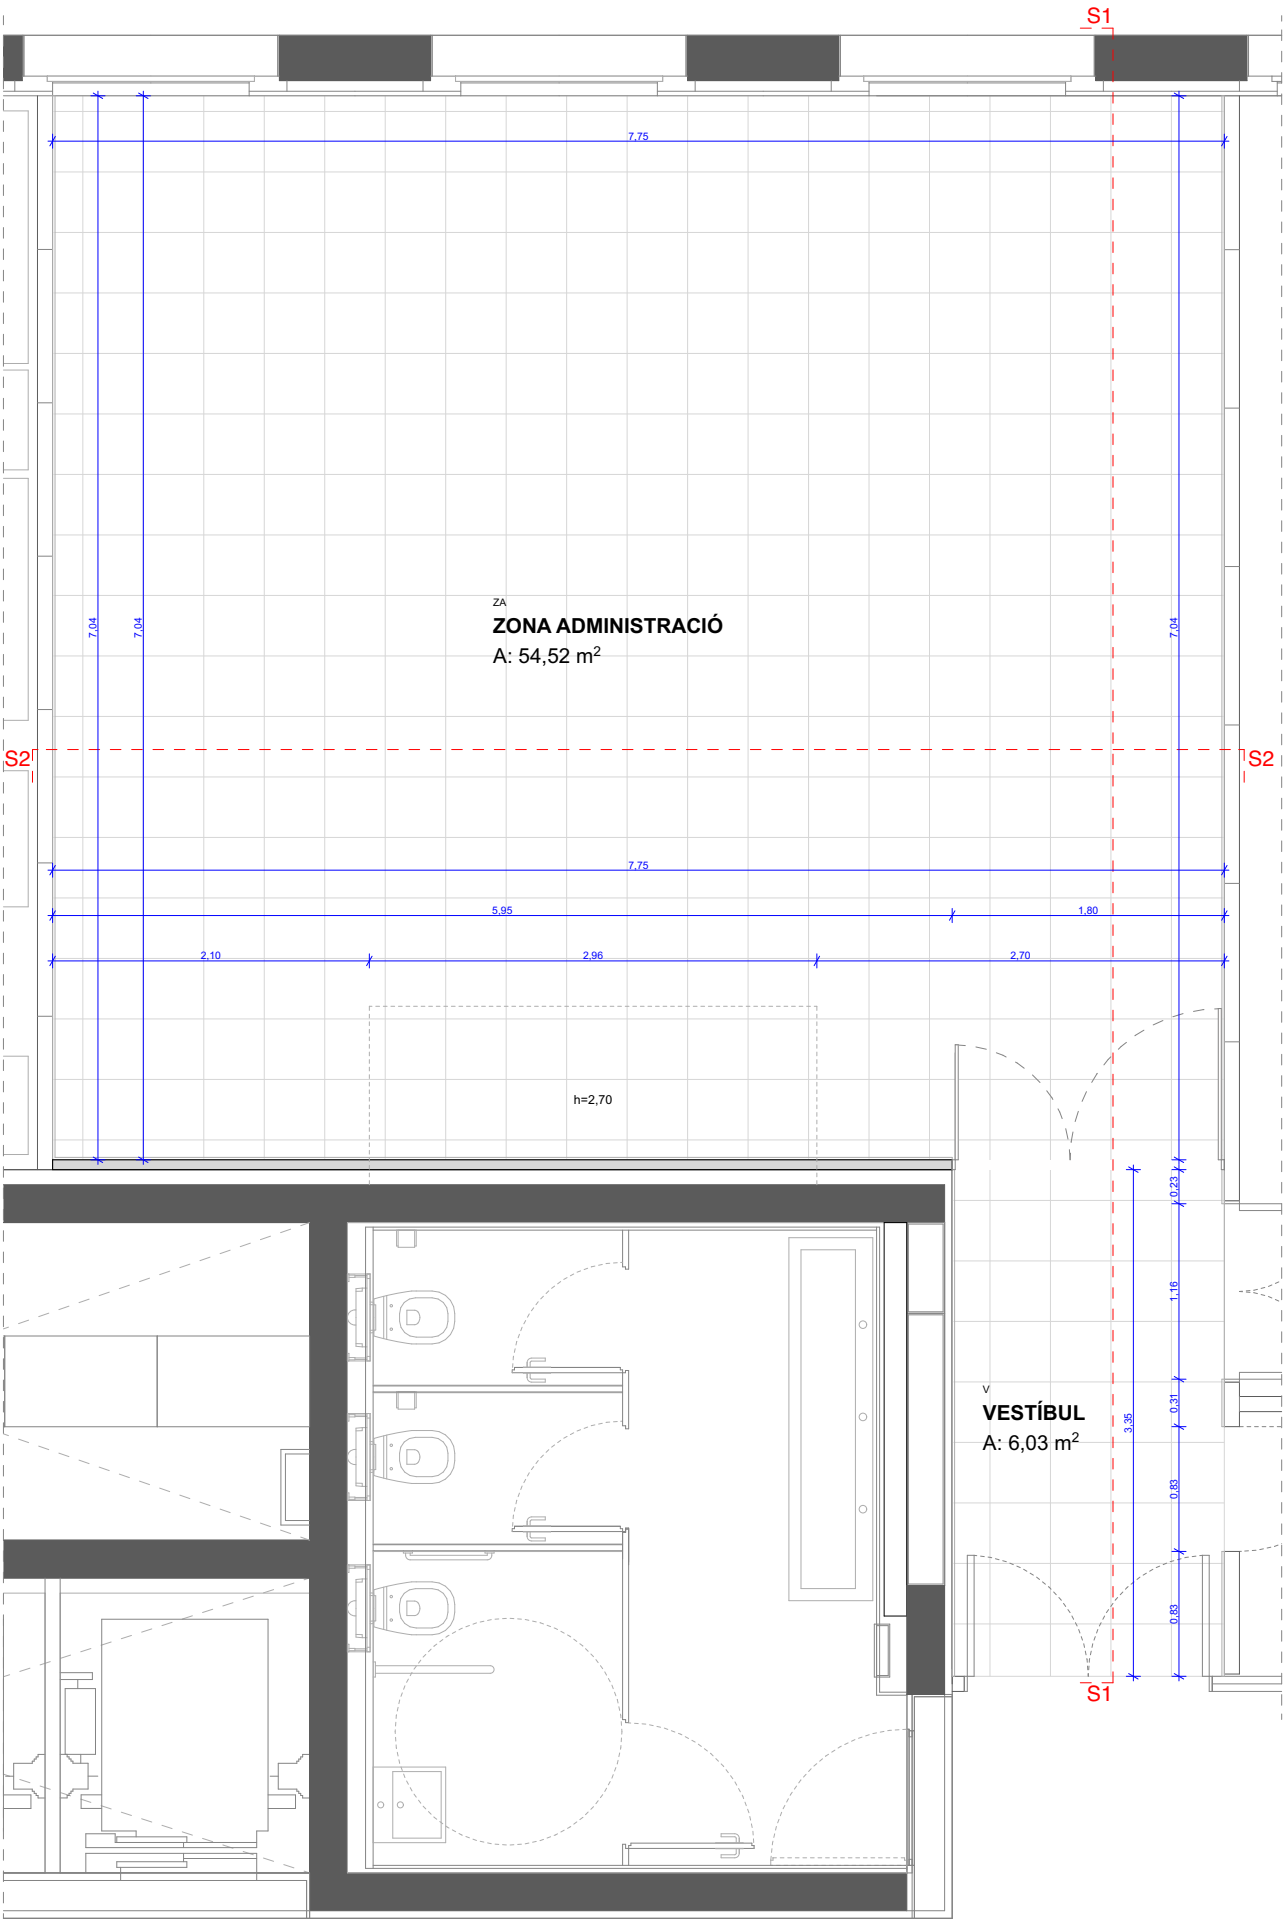 S1
7,75
ZA
ZONA ADMINISTRACIÓ
A: 54,52 m²
7,04
7,04
7,04
S2
S2
7,75
5,95
1,80
2,10
2,96
2,70
h=2,70
0,23
1,16
V
VESTÍBUL
A: 6,03 m²
3,35
0,31
0,83
0,83
S1